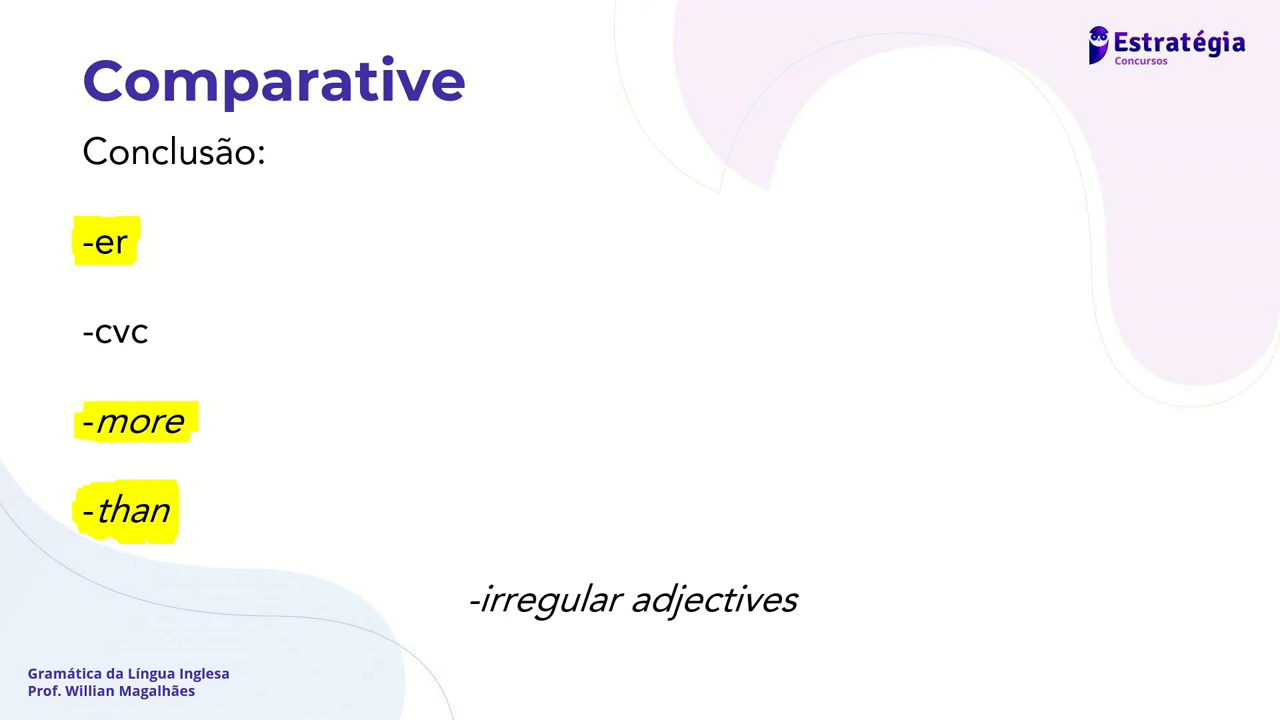 Estratégia
Concursos
Comparative
Conclusão:
-er
-cvc
-more
-than
-irregular adjectives
Gramática da Língua Inglesa
Prof. Willian Magalhães